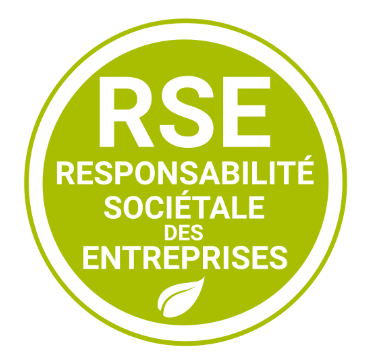 RSE
RESPONSABILITÉ
SOCIÉTALE
DES
ENTREPRISES